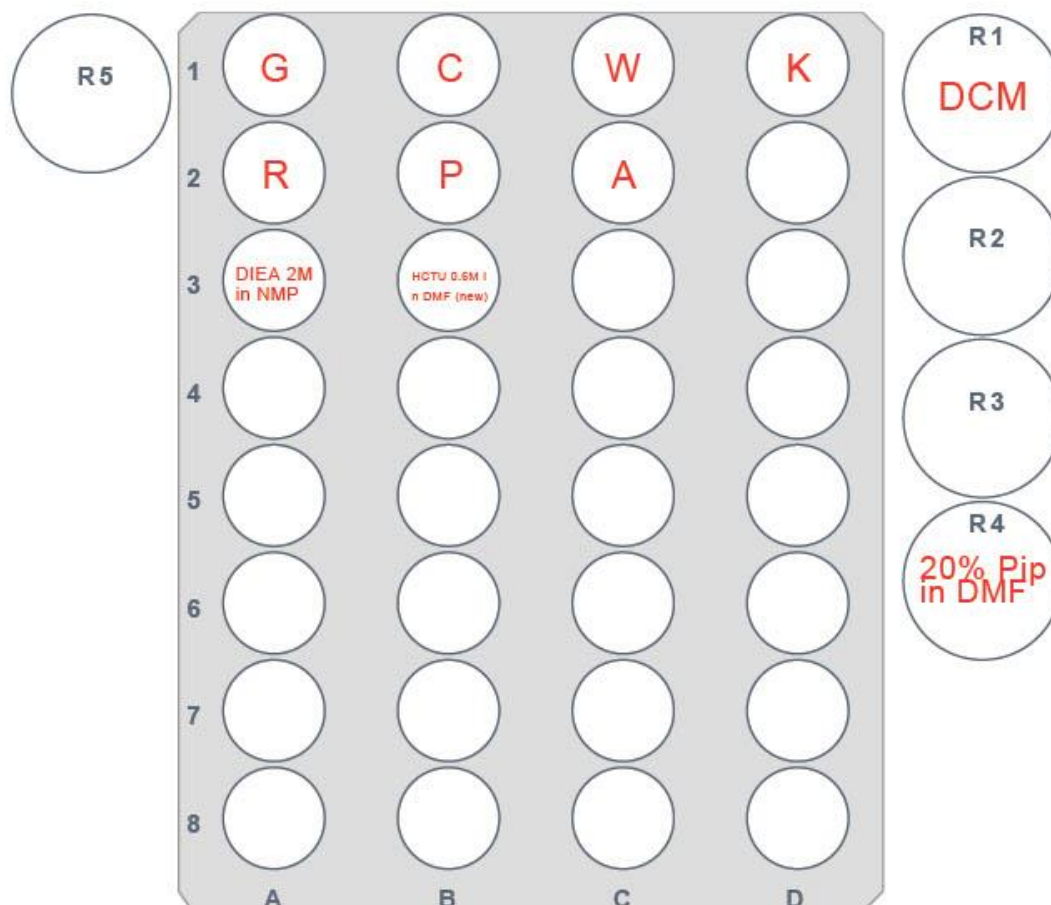 R5
R1
DCM
1
G
C
W
K
2
R
P
A
R2
3
DIEA 2M
in NMP
HCTU 0.5M I
n DMF (new)
R3
4
5
R4
20% Pip
in DMF
6
7
8
A
B
C
D